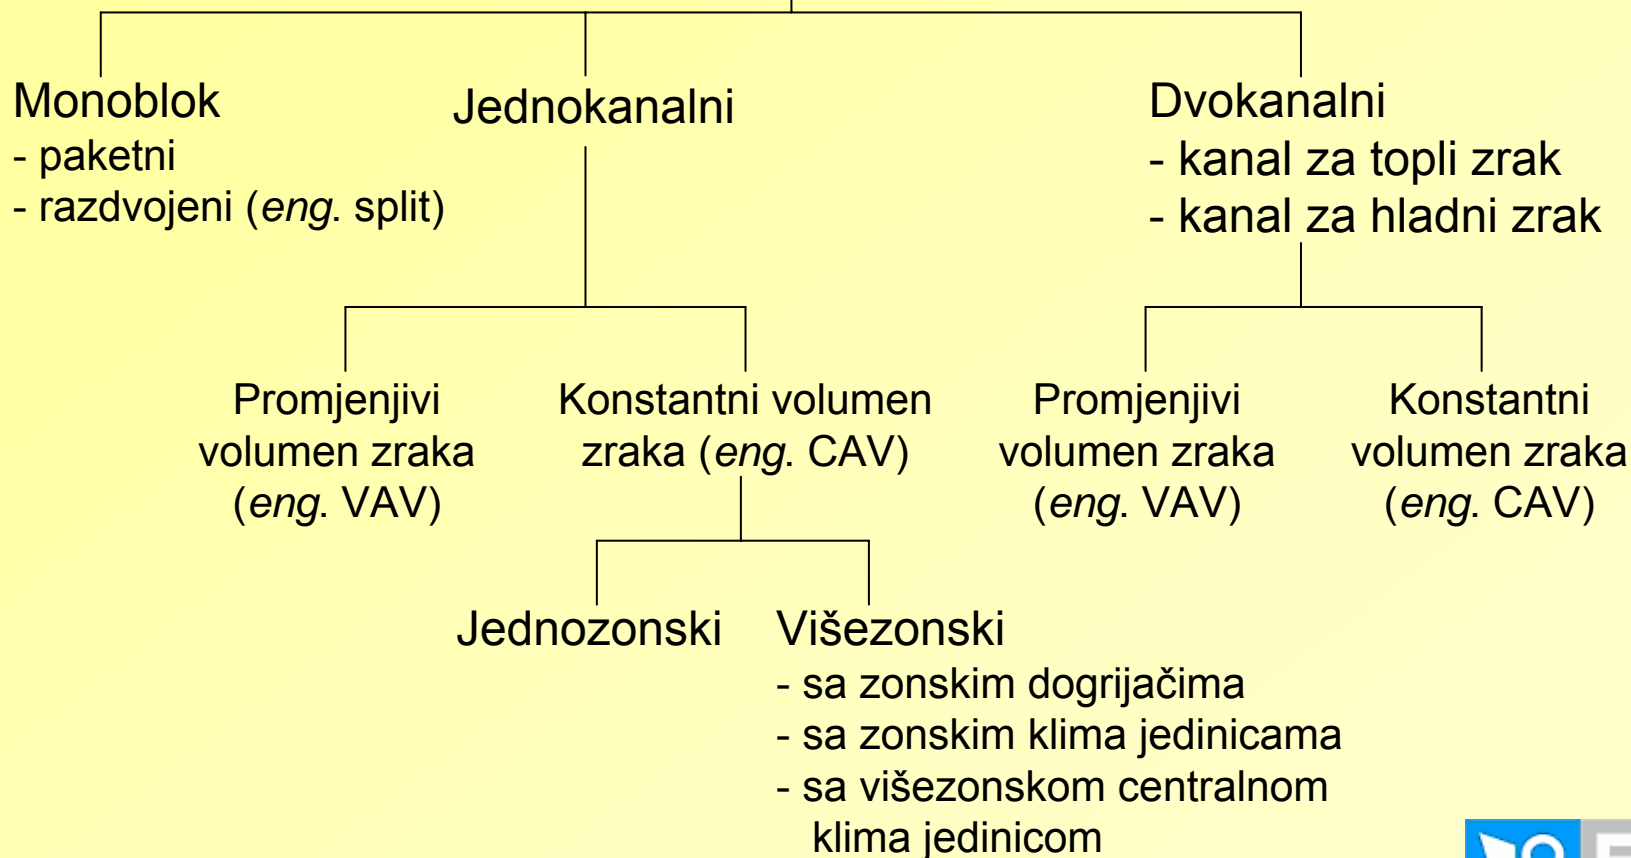 Monoblok
- paketni
- razdvojeni (eng. split)
Jednokanalni
Dvokanalni
- kanal za topli zrak
- kanal za hladni zrak
Promjenjivi
volumen zraka
(eng. VAV)
Konstantni volumen
zraka (eng. CAV)
Promjenjivi
volumen zraka
(eng. VAV)
Konstantni
volumen zraka
(eng. CAV)
Jednozonski
Višezonski
- sa zonskim dogrijačima
- sa zonskim klima jedinicama
- sa višezonskom centralnom
klima jedinicom